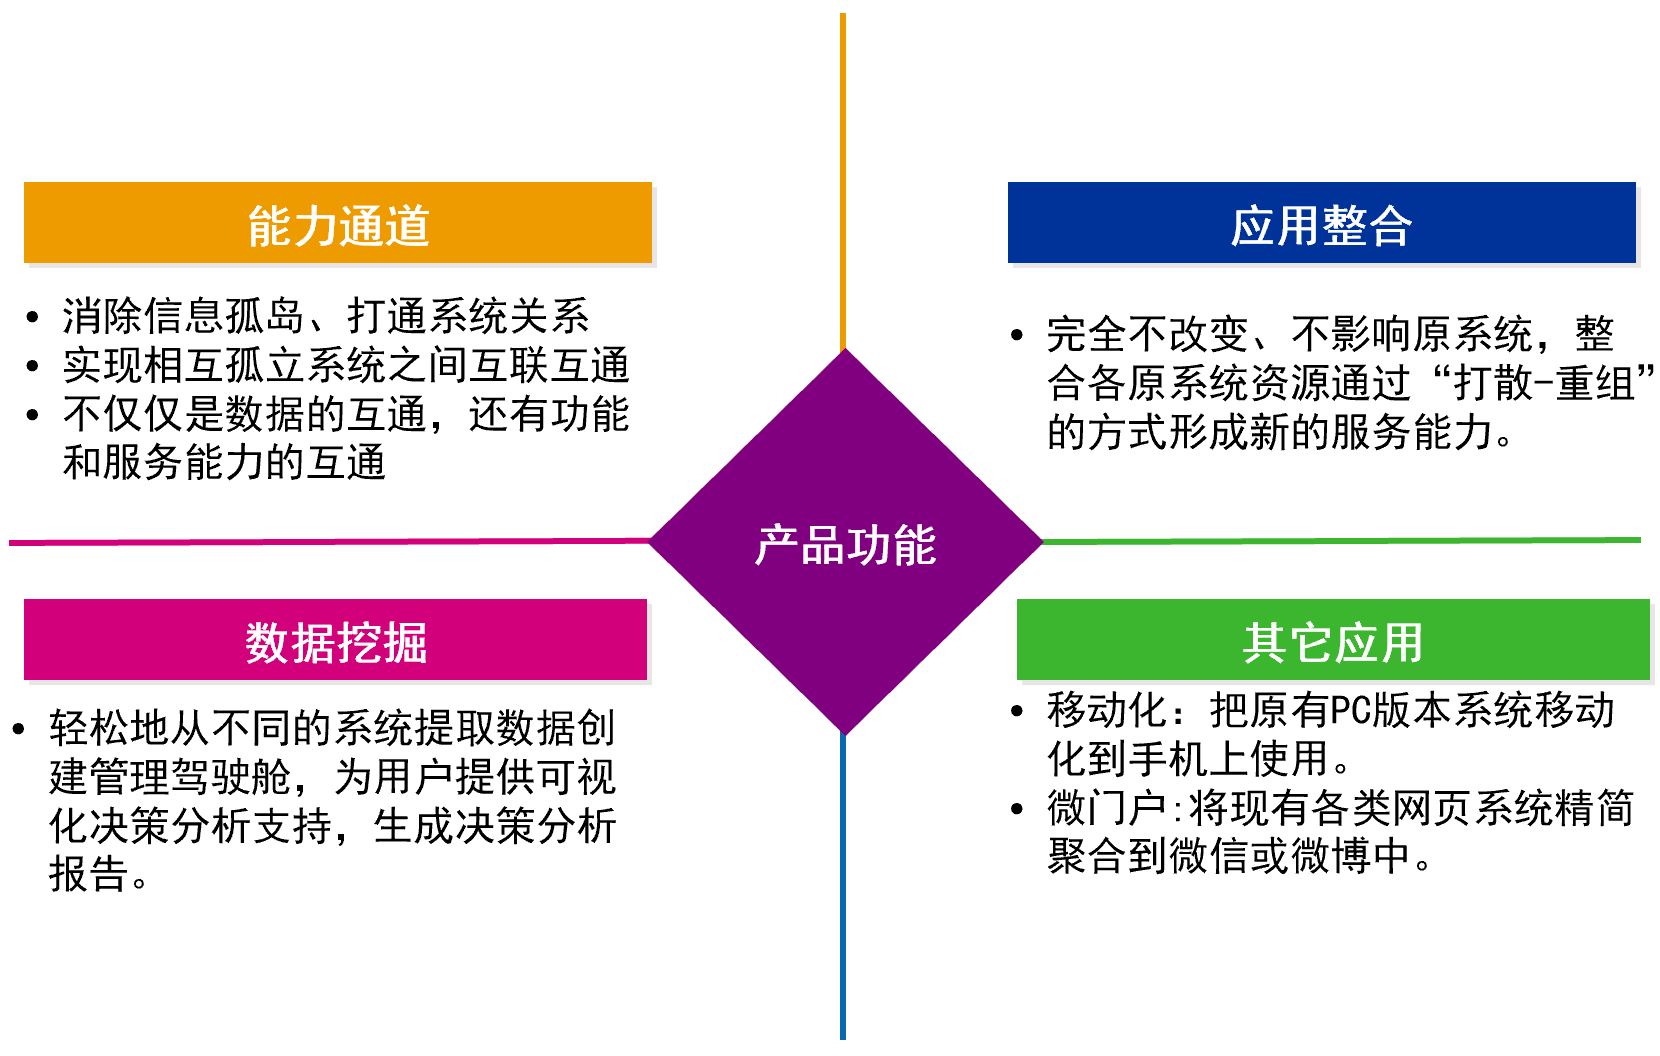 能力通道
• 消除信息孤岛、打通系统关系
• 实现相互孤立系统之间互联互通
• 不仅仅是数据的互通，还有功能
和服务能力的互通
应用整合
• 完全不改变、不影响原系统，整
合各原系统资源通过“打散-重组”
的方式形成新的服务能力。
产品功能
数据挖掘
• 轻松地从不同的系统提取数据创
建管理驾驶舱，为用户提供可视
化决策分析支持，生成决策分析
报告。
其它应用
• 移动化：把原有PC版本系统移动
化到手机上使用。
• 微门户:将现有各类网页系统精简
聚合到微信或微博中。